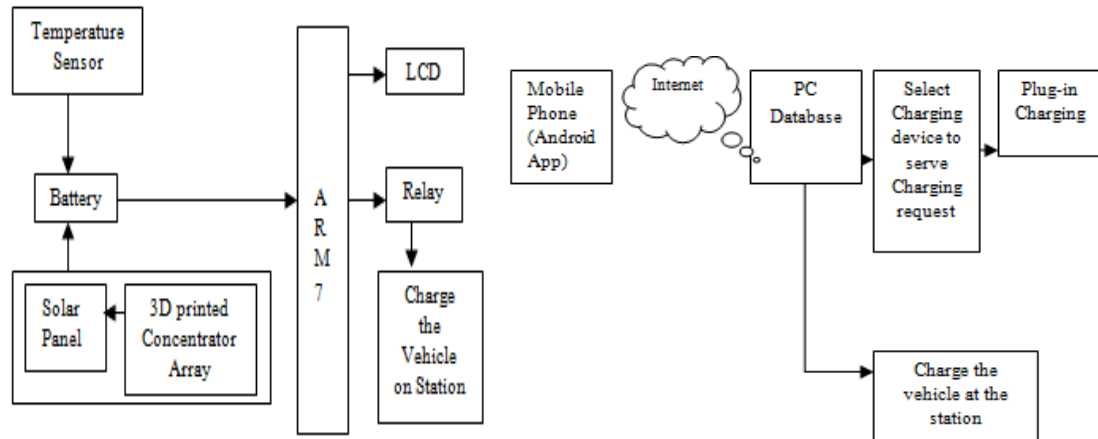 Temperature
Sensor
Battery
Solar
Panel
3D printed
Concentrator
Array
A
R
M
7
LCD
Relay
Charge
the
Vehicle
on Station
Mobile
Phone
(Android
App)
Internet
PC
Database
Select
Charging
device to
serve
Charging
request
Plug-in
Charging
Charge the
vehicle at the
station